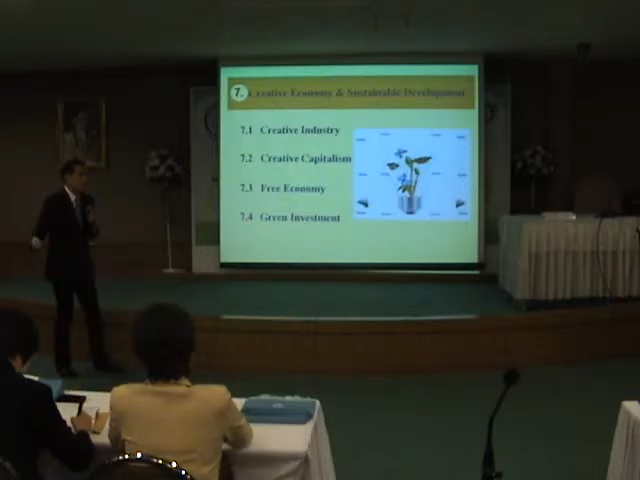 7. Creative Economy & Sustainable Development
7.1 Creative Industry
7.2 Creative Capitalism
7.3 Free Economy
7.4 Green Investment